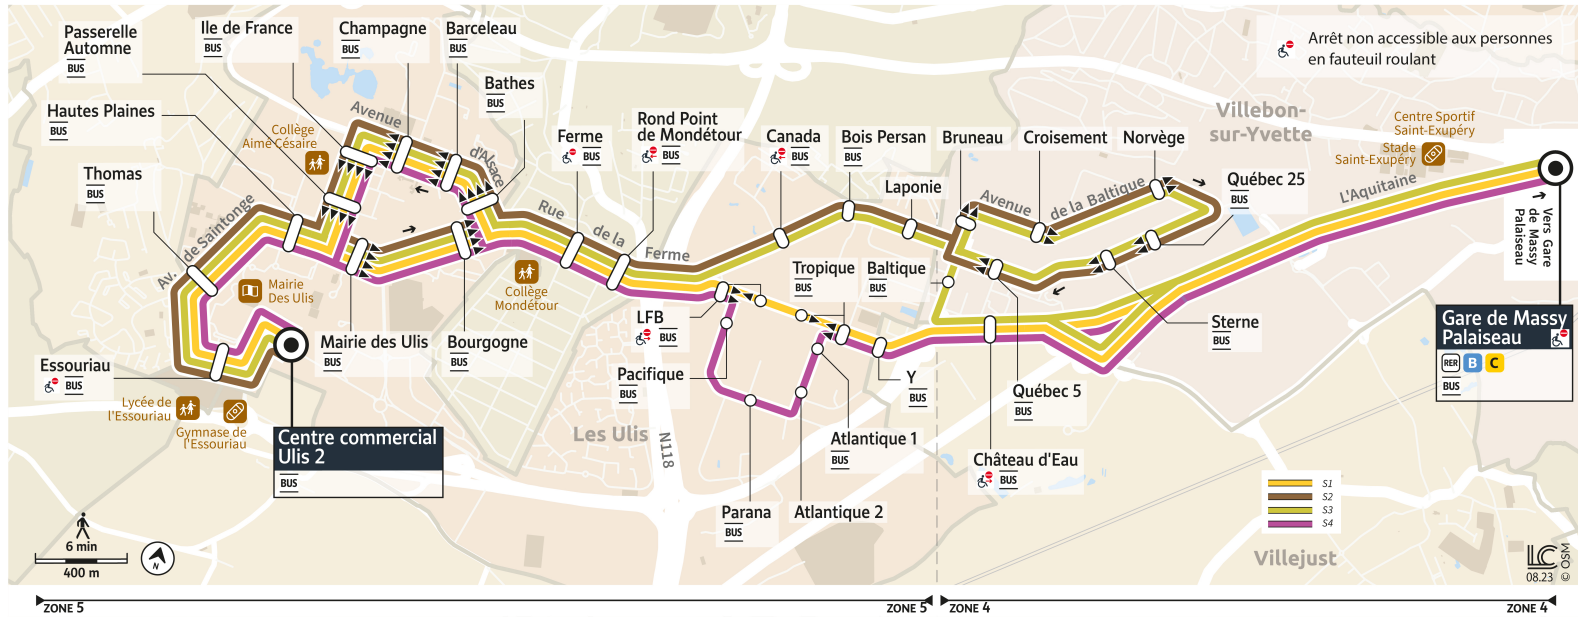 Passerelle
Automne
BUS
Ile de France
BUS
Champagne
BUS
Barceleau
BUS
Bathes
BUS
Hautes Plaines
BUS
Thomas
BUS
Collège
Aimé Césaire
Avenue
d'Alsace
Av. de Saintonge
Mairie
Des Ulis
Essouriau
BUS
Lycée de
l'Essouriau
Gymnase de
l'Essouriau
Centre commercial
Ulis 2
BUS
Mairie des Ulis
BUS
Bourgogne
BUS
Collège
Mondétour
Ferme
BUS
Rond Point
de Mondétour
BUS
Rue
de la
Ferme
Canada
BUS
Bois Persan
BUS
Laponie
Bruneau
Croisement
Norvège
BUS
Avenue
de la Baltique
Québec 25
BUS
Tropique
BUS
Baltique
BUS
LFB
BUS
Pacifique
BUS
Les Ulis
N118
Parana
BUS
Atlantique 2
Atlantique 1
BUS
Y
BUS
Château d'Eau
BUS
Québec 5
BUS
Sterne
BUS
L'Aquitaine
Arrêt non accessible aux personnes
en fauteuil roulant
Villebon-
sur-Yvette
Centre Sportif
Saint-Exupéry
Stade
Saint-Exupéry
Vers Gare
de Massy
Palaiseau
Gare de Massy
Palaiseau
RER B C
BUS
S1
S2
S3
S4
Villejust
LC
08.23
© OSM
6 min
400 m
N
ZONE 5
ZONE 5
ZONE 4
ZONE 4